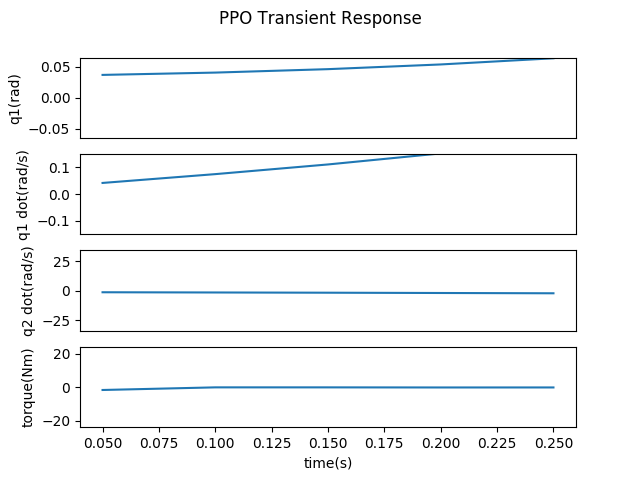 PPO Transient Response
q1(rad)
0.05
0.00
−0.05
q1 dot(rad/s)
0.1
0.0
−0.1
q2 dot(rad/s)
25
0
−25
torque(Nm)
20
0
−20
0.050 0.075 0.100 0.125 0.150 0.175 0.200 0.225 0.250
time(s)